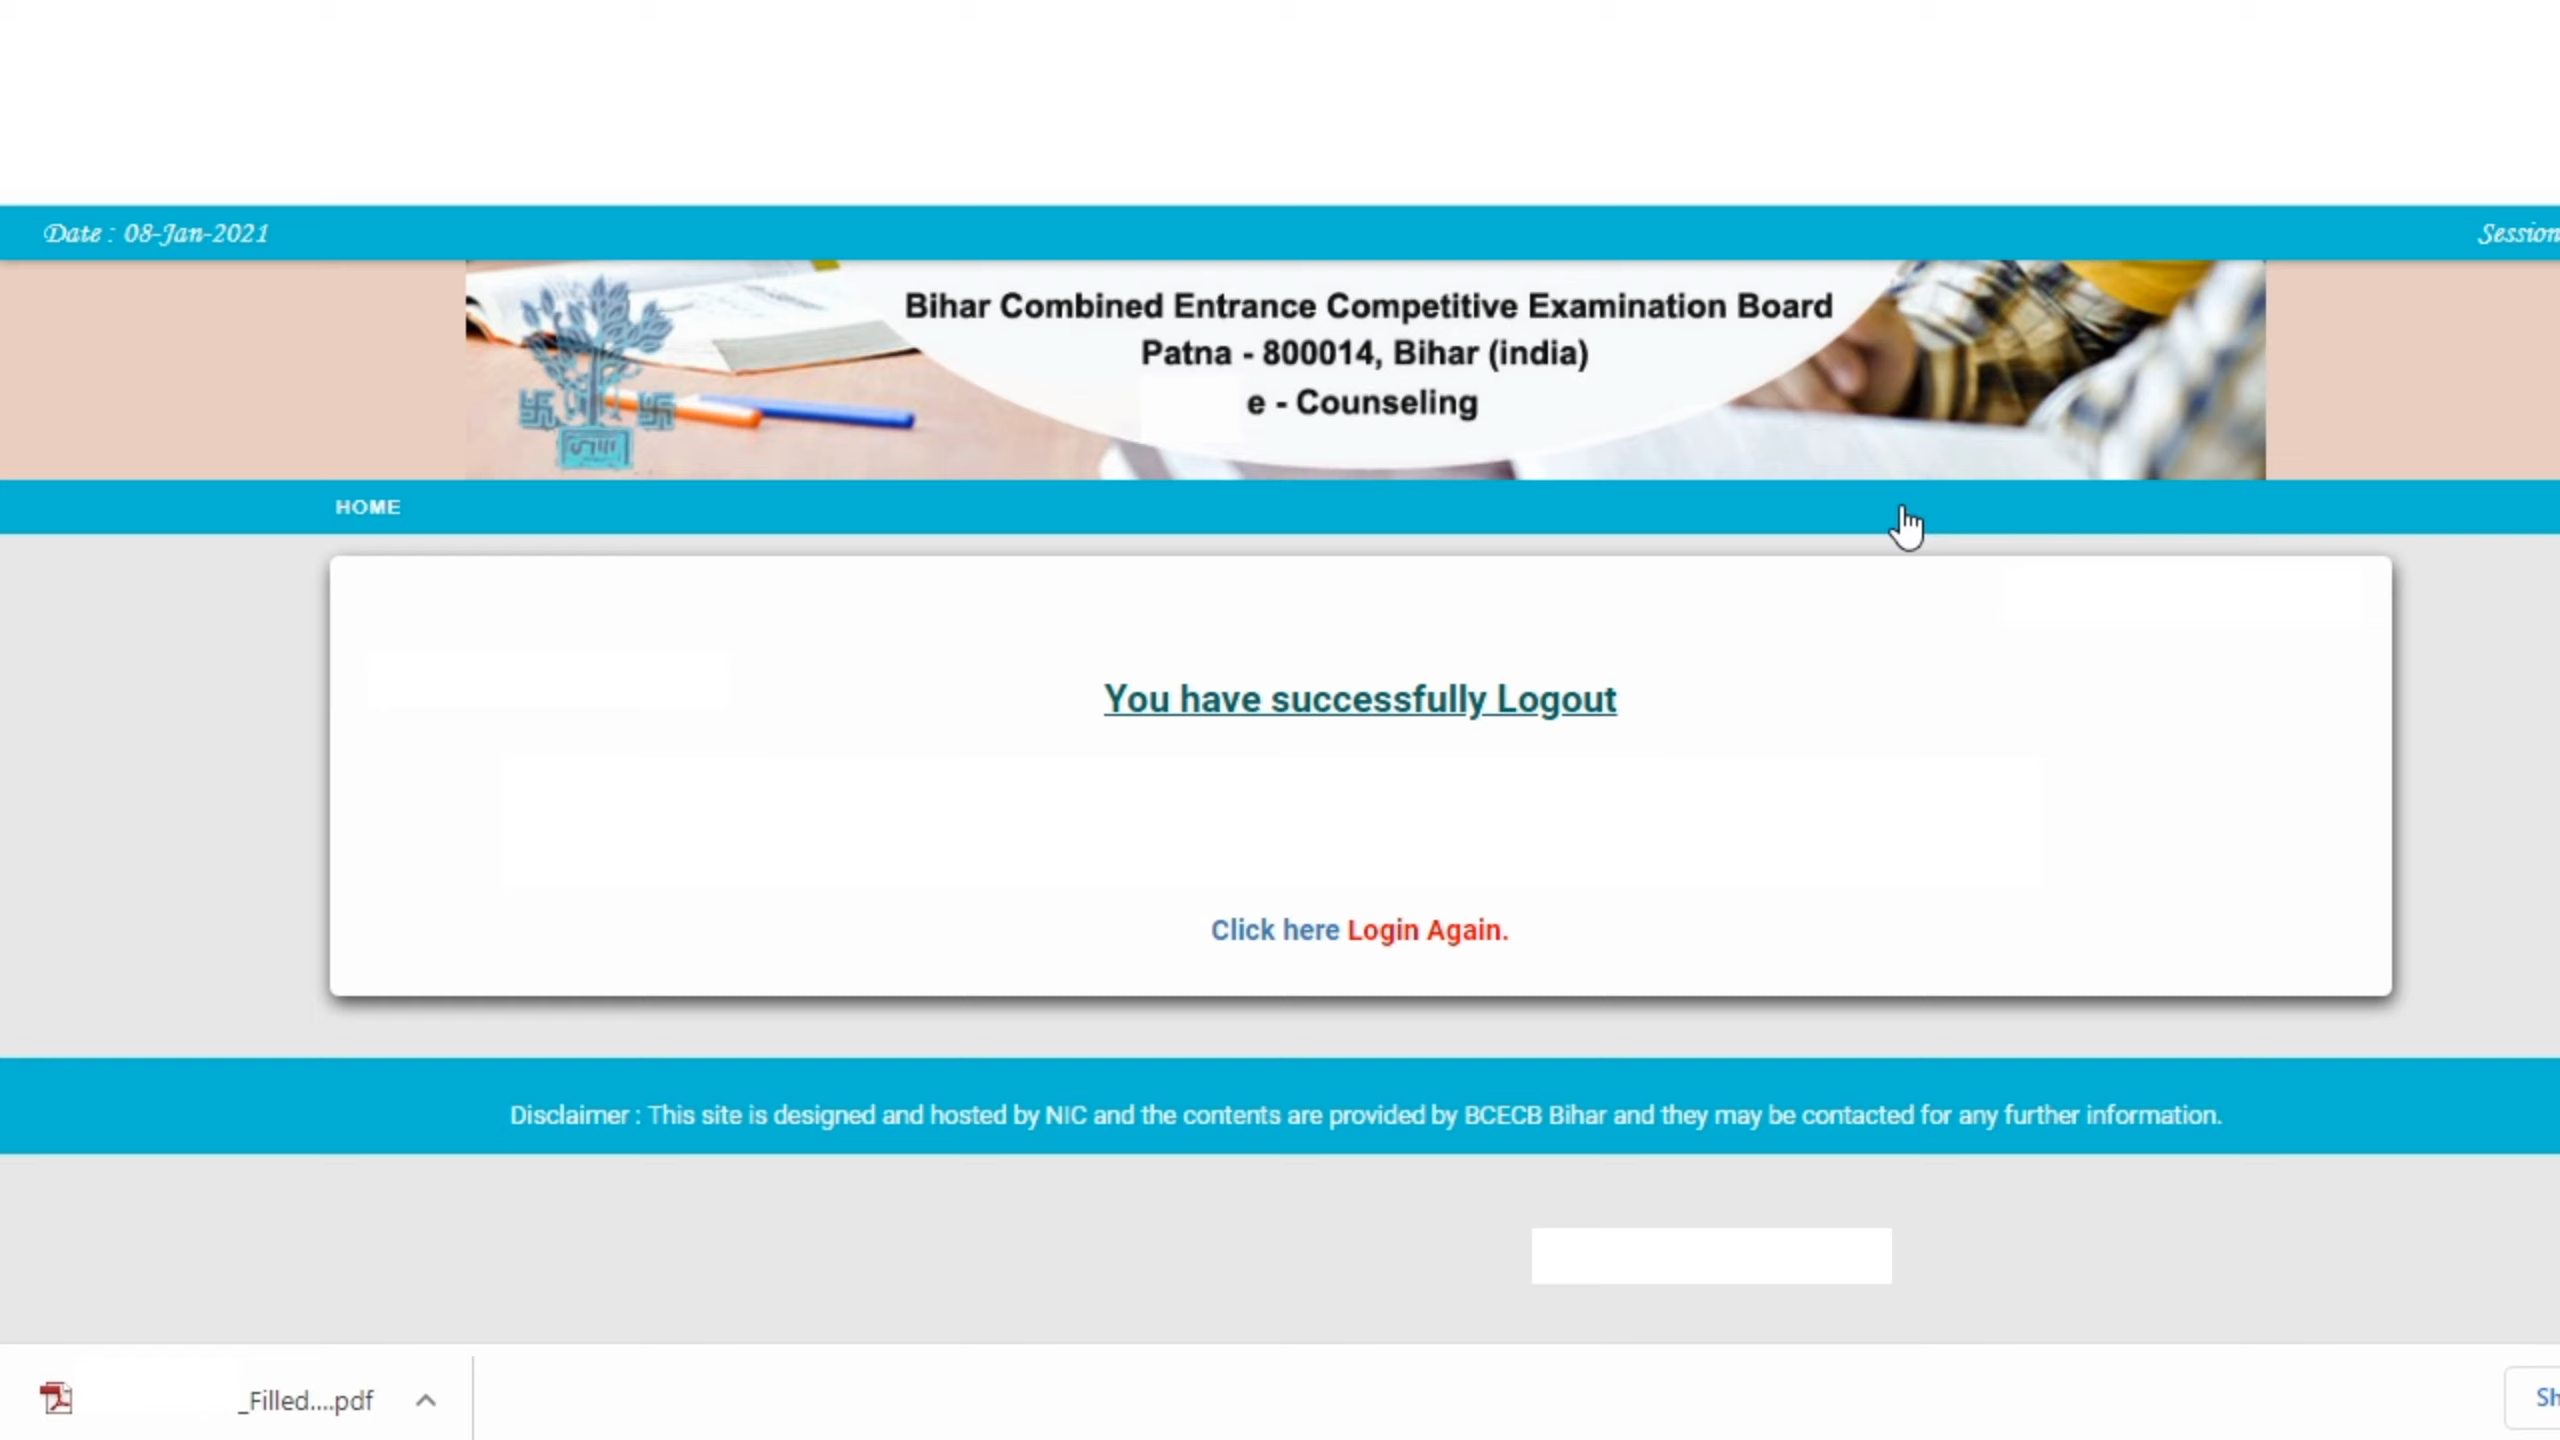 Date : 08-Jan-2021
Session
Bihar Combined Entrance Competitive Examination Board
Patna - 800014, Bihar (india)
e - Counseling
HOME
You have successfully Logout
Click here Login Again.
Disclaimer : This site is designed and hosted by NIC and the contents are provided by BCECB Bihar and they may be contacted for any further information.
_Filled....pdf
Sh